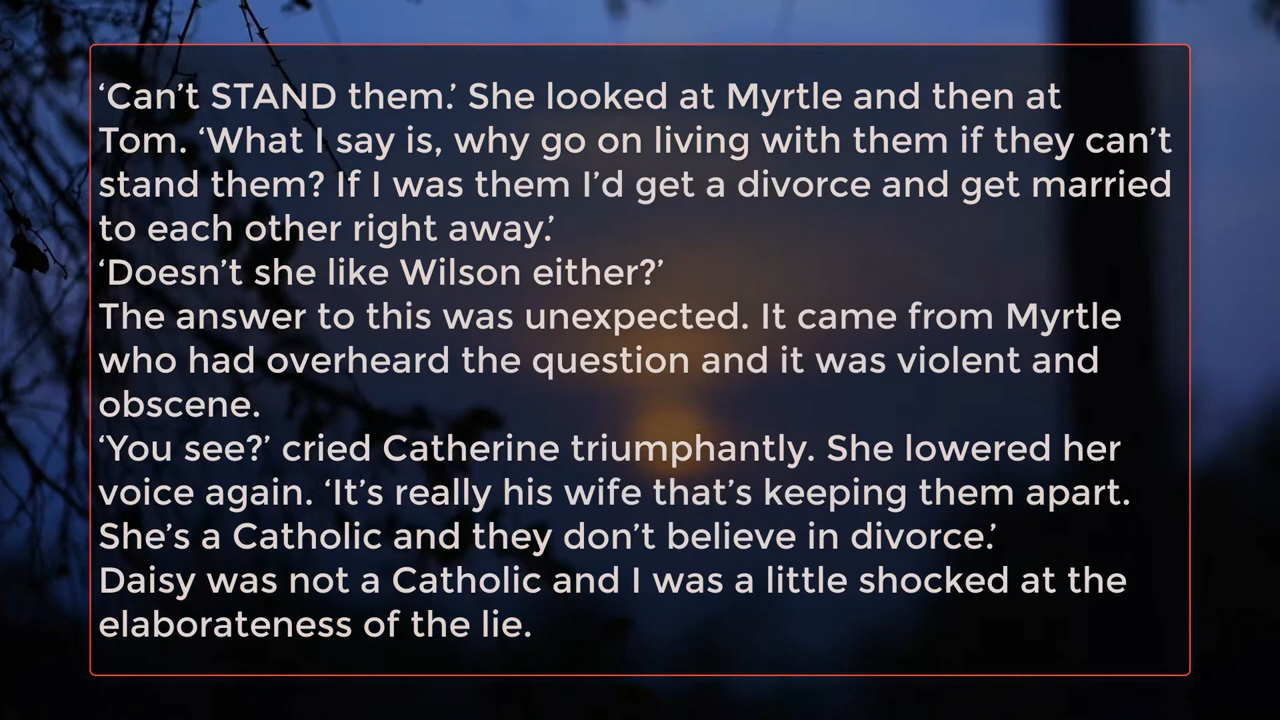 ‘Can’t STAND them.’ She looked at Myrtle and then at
Tom. ‘What I say is, why go on living with them if they can’t
stand them? If I was them I’d get a divorce and get married
to each other right away.’
‘Doesn’t she like Wilson either?’
The answer to this was unexpected. It came from Myrtle
who had overheard the question and it was violent and
obscene.
‘You see?’ cried Catherine triumphantly. She lowered her
voice again. ‘It’s really his wife that’s keeping them apart.
She’s a Catholic and they don’t believe in divorce.’
Daisy was not a Catholic and I was a little shocked at the
elaborateness of the lie.